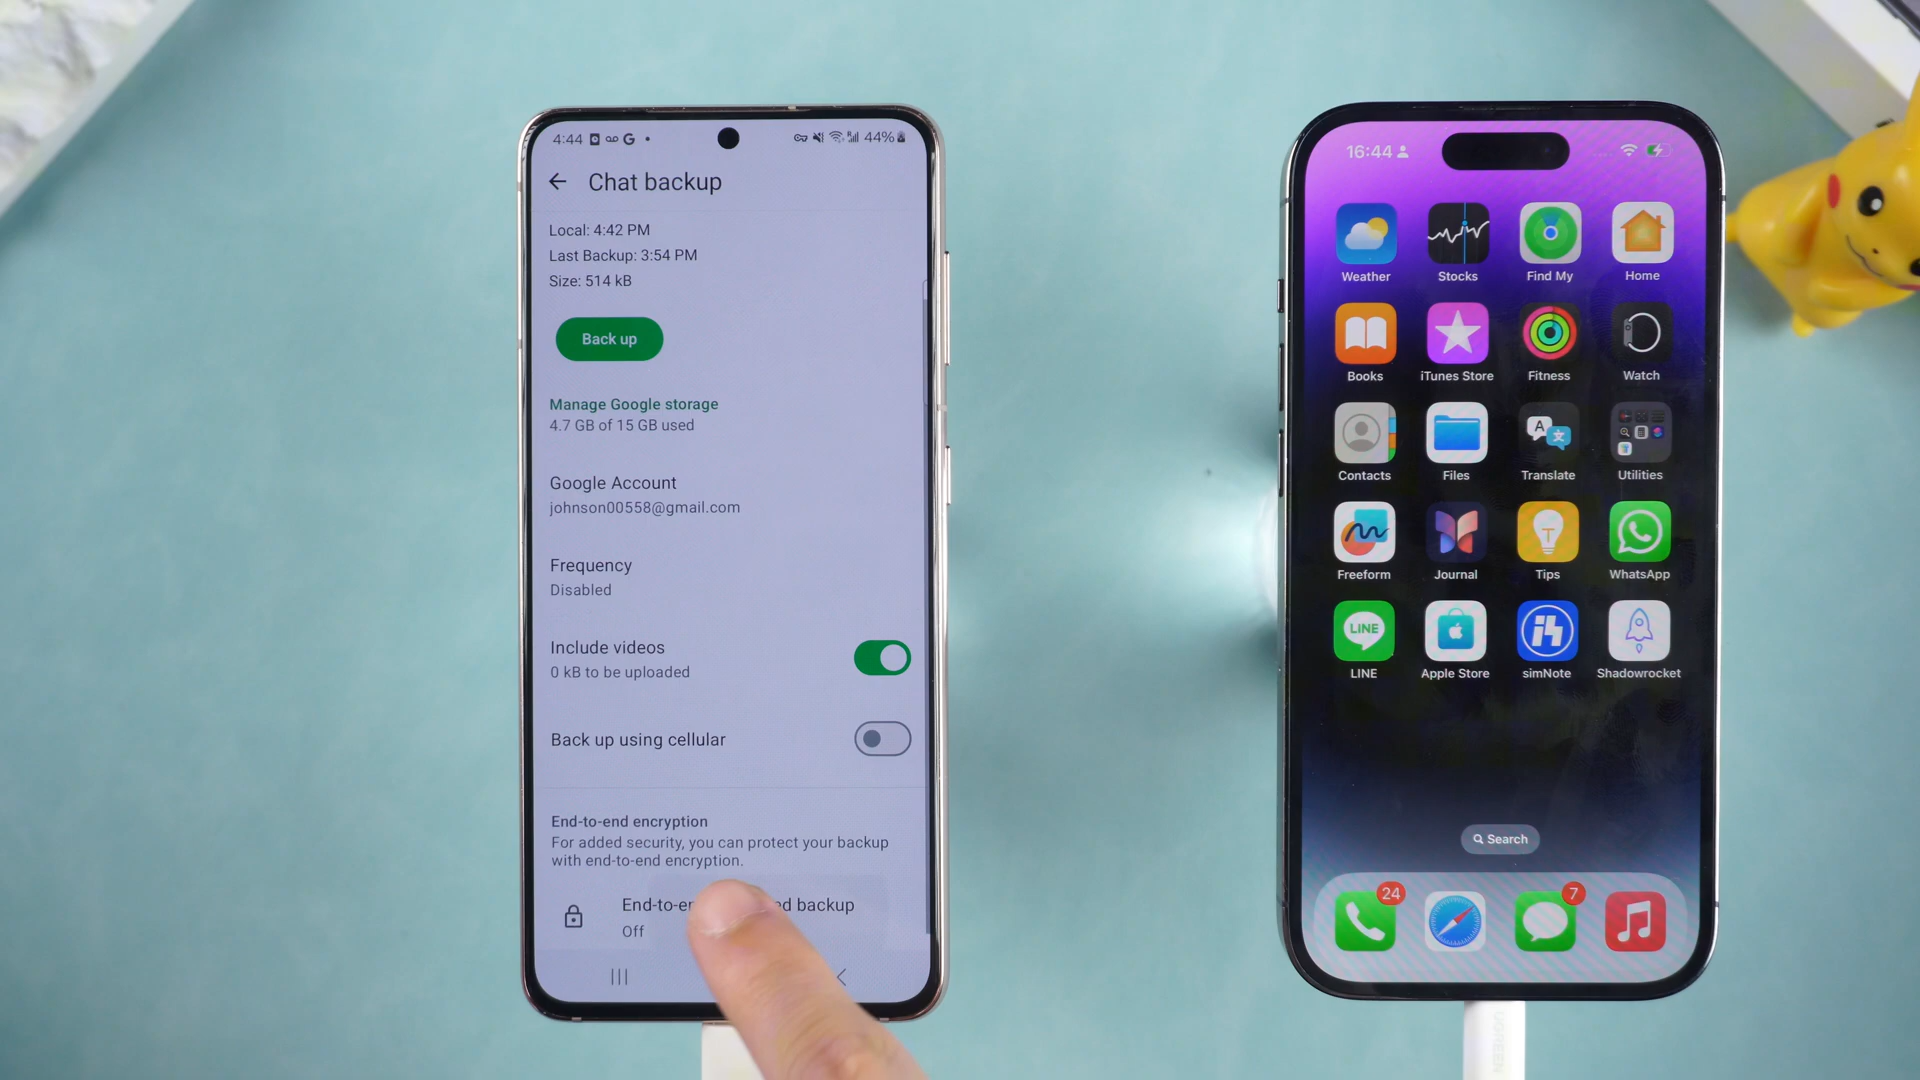 4:44
44%
Chat backup
Local: 4:42 PM
Last Backup: 3:54 PM
Size: 514 kB
Back up
Manage Google storage
4.7 GB of 15 GB used
Google Account
johnson00558@gmail.com
Frequency
Disabled
Include videos
0 kB to be uploaded
Back up using cellular
End-to-end encryption
For added security, you can protect your backup
with end-to-end encryption.
backup
Off
16:44
Weather Stocks Find My Home
Books iTunes Store Fitness Watch
Contacts Files Translate Utilities
Freeform Journal Tips WhatsApp
LINE
LINE Apple Store simNote Shadowrocket
Search
24 7
UGREEN